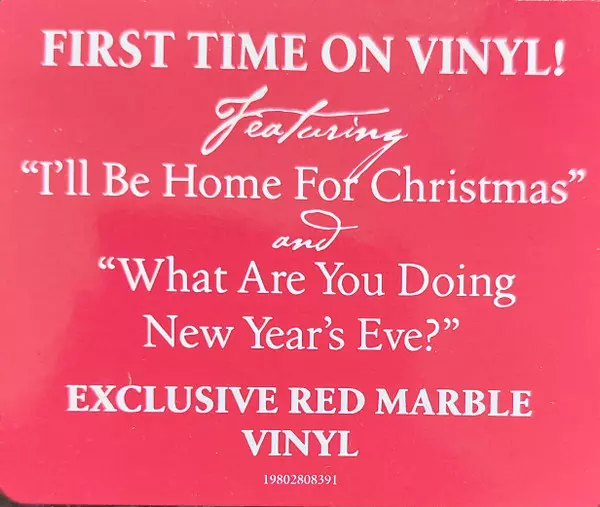 FIRST TIME ON VINYL!
Featuring
“I’ll Be Home For Christmas”
and
“What Are You Doing
New Year’s Eve?”
EXCLUSIVE RED MARBLE
VINYL
19802808391